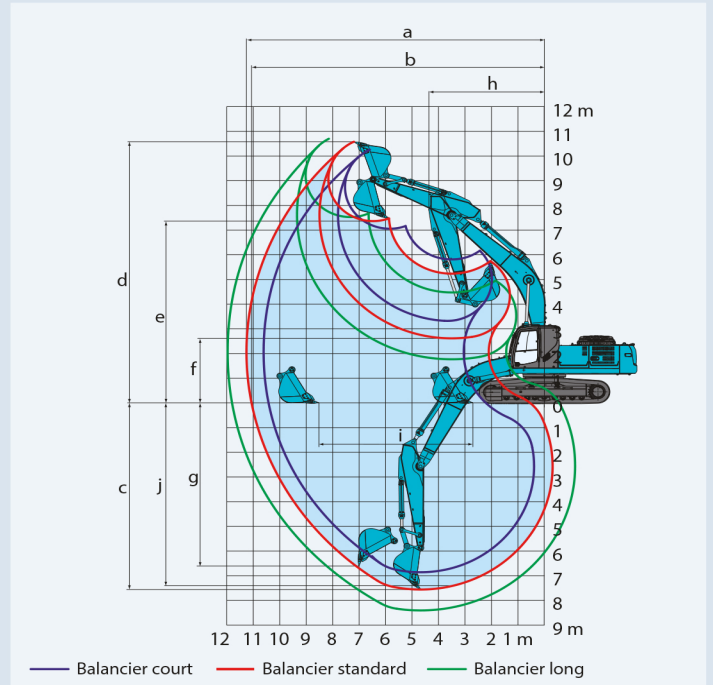 a
b
h
12 m
11
10
9
8
7
6
5
4
d
e
f
0
1
2
3
4
5
6
7
8
9 m
c
j
g
i
12 11 10 9 8 7 6 5 4 3 2 1 m
Balancier court Balancier standard Balancier long